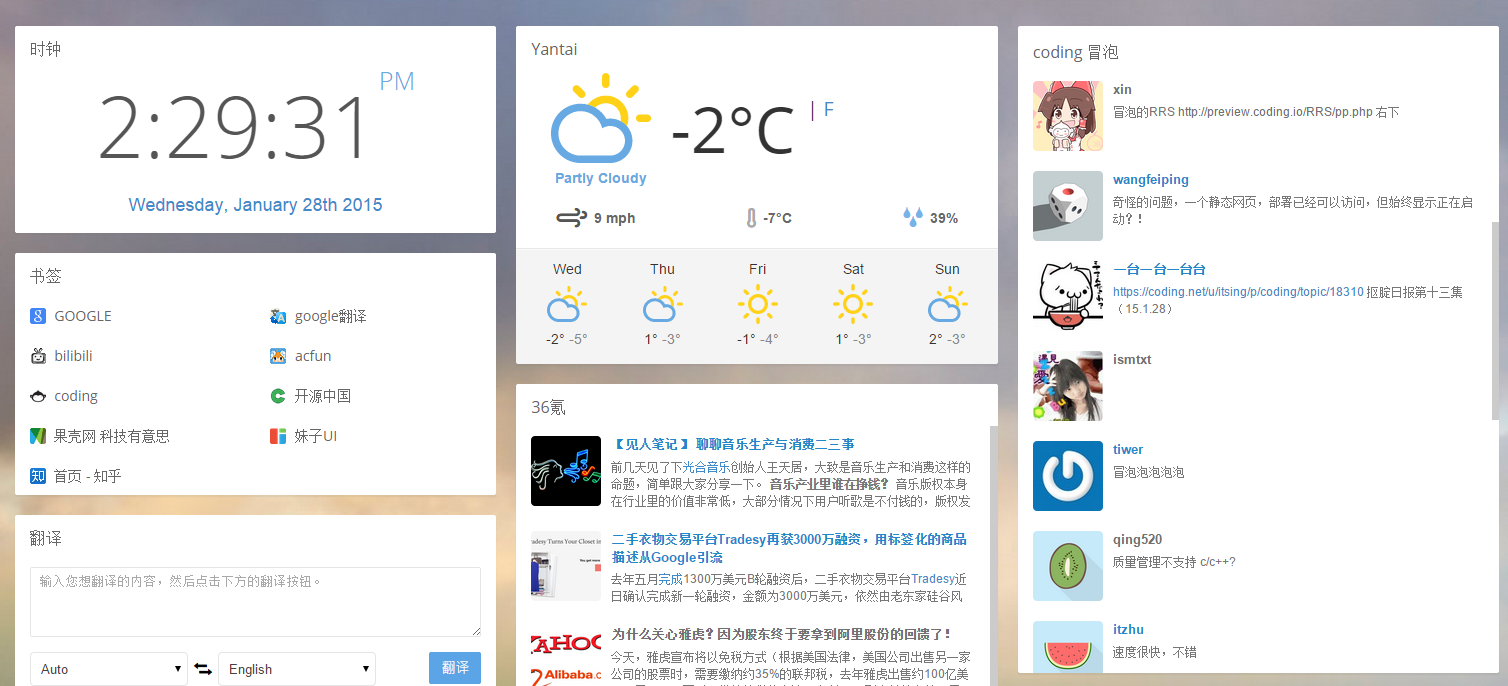 时钟
2:29:31 PM
Wednesday, January 28th 2015
书签
GOOGLE
google翻译
bilibili
acfun
coding
开源中国
果壳网 科技有意思
妹子UI
知 首页 - 知乎
翻译
输入您想翻译的内容，然后点击下方的翻译按钮。
Auto
English
翻译
Yantai
-2°C | F
Partly Cloudy
9 mph
-7°C
39%
Wed Thu Fri Sat Sun
-2° -5° 1° -3° -1° -4° 1° -3° 2° -3°
36氪
【见人笔记】聊聊音乐生产与消费二三事
前几天见了下光合音乐创始人王天居，大致是音乐生产和消费这样的
命题，简单跟大家分享一下。 音乐产业里谁在挣钱？ 音乐版权本身
在行业里的价值非常低，大部分情况下用户听歌是不付钱的，版权发
二手衣物交易平台Tradesy再获3000万融资，用标签化的商品
描述从Google引流
去年五月完成1300万美元B轮融资后，二手衣物交易平台Tradesy近
日确认完成新一轮融资，金额为3000万美元，依然由老东家硅谷风
为什么关心雅虎？因为股东终于要拿到阿里股份的回馈了！
今天，雅虎宣布将以免税方式（根据美国法律，美国公司出售另一家
公司的股票时，需要缴纳约35%的联邦税，去年雅虎出售约100亿美
YAHOO
Alibaba.c
coding 冒泡
xin
冒泡的RRS http://preview.coding.io/RRS/pp.php 右下
wangfeiping
奇怪的问题，一个静态网页，部署已经可以访问，但始终显示正在启
动？！
一台一台一台台
https://coding.net/u/itsing/p/coding/topic/18310 抠腚日报第十三集
（15.1.28）
ismtxt
tiwer
冒泡泡泡泡泡
qing520
质量管理不支持 c/c++?
itzhu
速度很快，不错